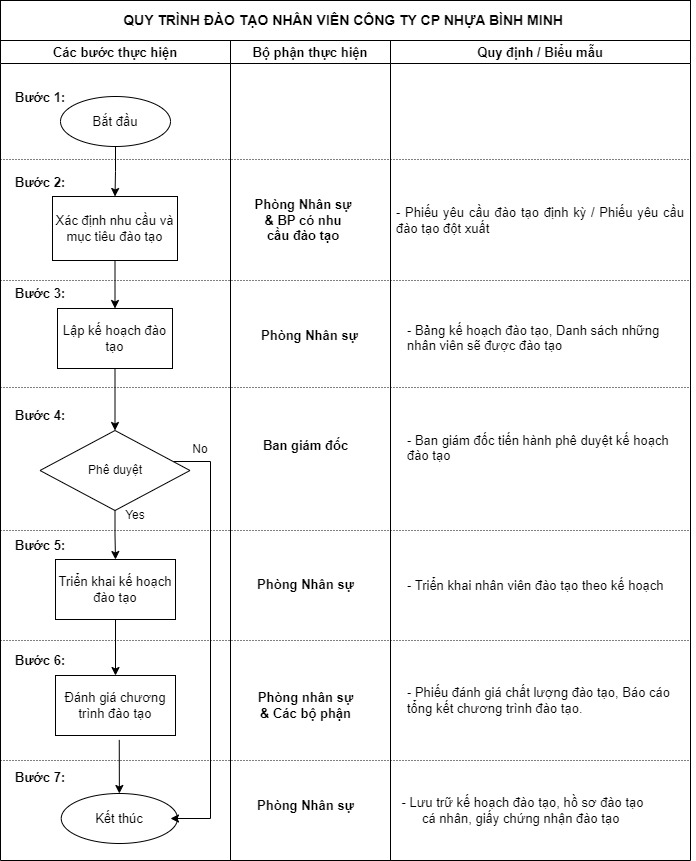 QUY TRÌNH ĐÀO TẠO NHÂN VIÊN CÔNG TY CP NHỰA BÌNH MINH
Các bước thực hiện
Bộ phận thực hiện
Quy định / Biểu mẫu
Bước 1:
Bắt đầu
Bước 2:
Xác định nhu cầu và
mục tiêu đào tạo
Phòng Nhân sự
& BP có nhu
cầu đào tạo
- Phiếu yêu cầu đào tạo định kỳ / Phiếu yêu cầu
đào tạo đột xuất
Bước 3:
Lập kế hoạch đào
tạo
Phòng Nhân sự
- Bảng kế hoạch đào tạo, Danh sách những
nhân viên sẽ được đào tạo
Bước 4:
Phê duyệt
No
Yes
Ban giám đốc
- Ban giám đốc tiến hành phê duyệt kế hoạch
đào tạo
Bước 5:
Triển khai kế hoạch
đào tạo
Phòng Nhân sự
- Triển khai nhân viên đào tạo theo kế hoạch
Bước 6:
Đánh giá chương
trình đào tạo
Phòng nhân sự
& Các bộ phận
- Phiếu đánh giá chất lượng đào tạo, Báo cáo
tổng kết chương trình đào tạo.
Bước 7:
Kết thúc
Phòng Nhân sự
- Lưu trữ kế hoạch đào tạo, hồ sơ đào tạo
cá nhân, giấy chứng nhận đào tạo